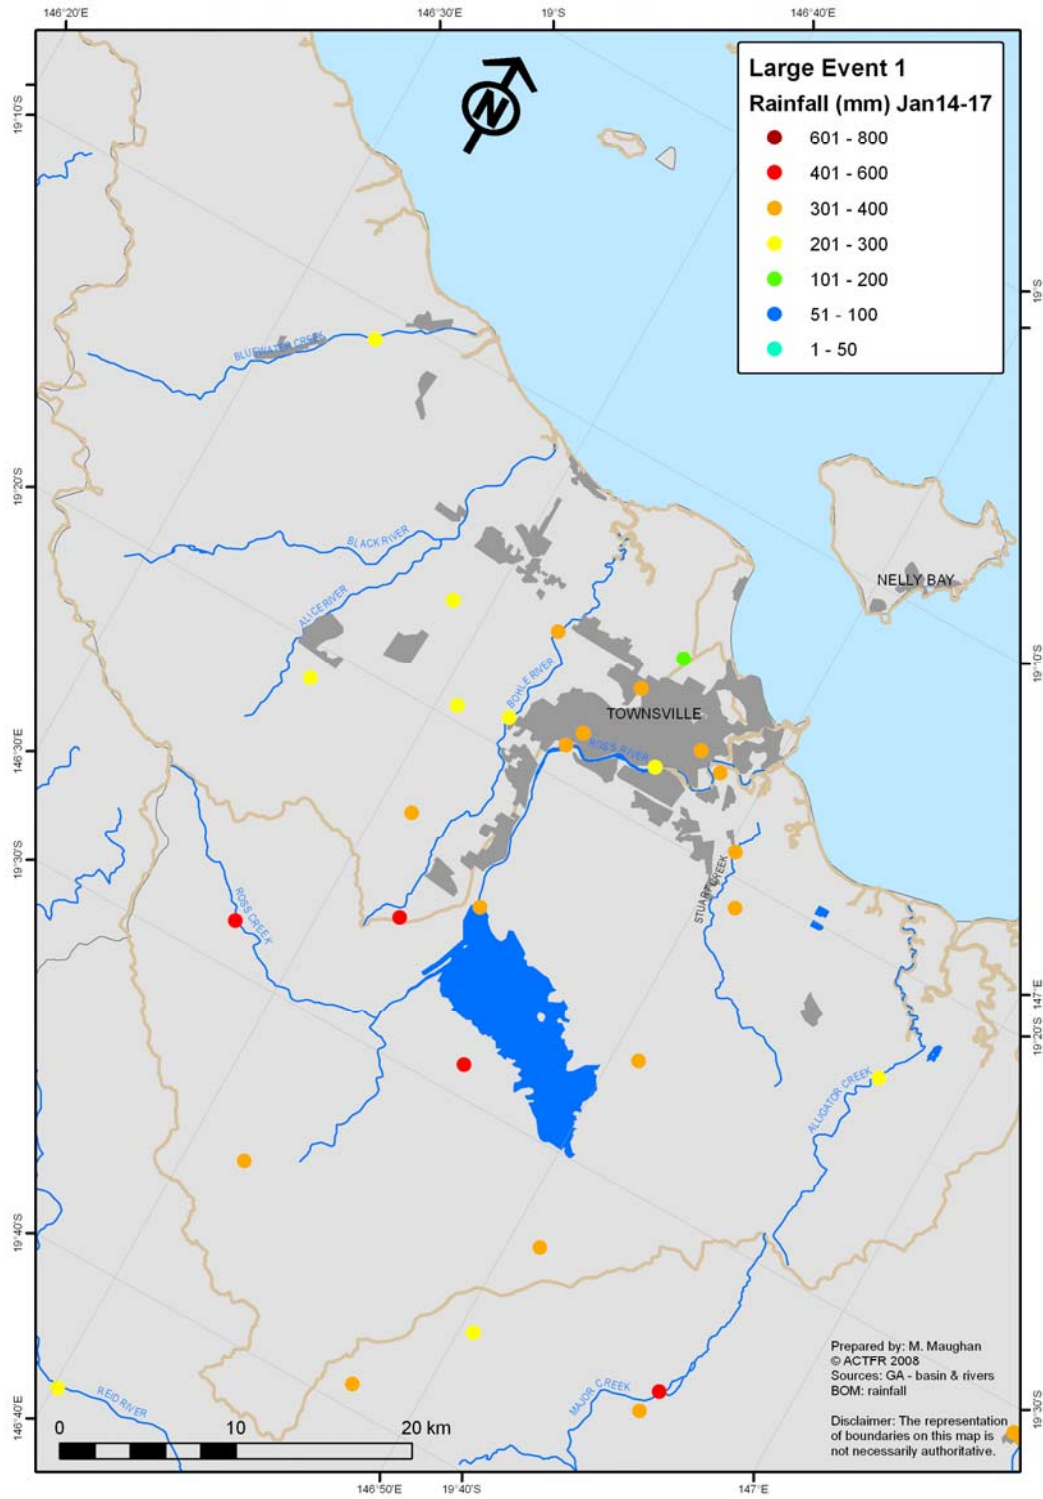 146°20'E
146°30'E
19°S
146°40'E
19°10'S
N
Large Event 1
Rainfall (mm) Jan14-17
601 - 800
401 - 600
301 - 400
201 - 300
101 - 200
51 - 100
1 - 50
19°S
BLUEWATER CREEK
19°20'S
BLACK RIVER
ALICE RIVER
NELLY BAY
BOHLE RIVER
19°10'S
TOWNSVILLE
ROSS RIVER
146°30'E
19°30'S
ROSS CREEK
STUART CREEK
147°E
19°20'S
ALLIGATOR CREEK
19°40'S
Prepared by: M. Maughan
© ACTFR 2008
Sources: GA - basin & rivers
BOM: rainfall
Disclaimer: The representation
of boundaries on this map is
not necessarily authoritative.
REID RIVER
MAJOR CREEK
146°40'E
19°30'S
0 10 20 km
146°50'E
19°40'S
147°E